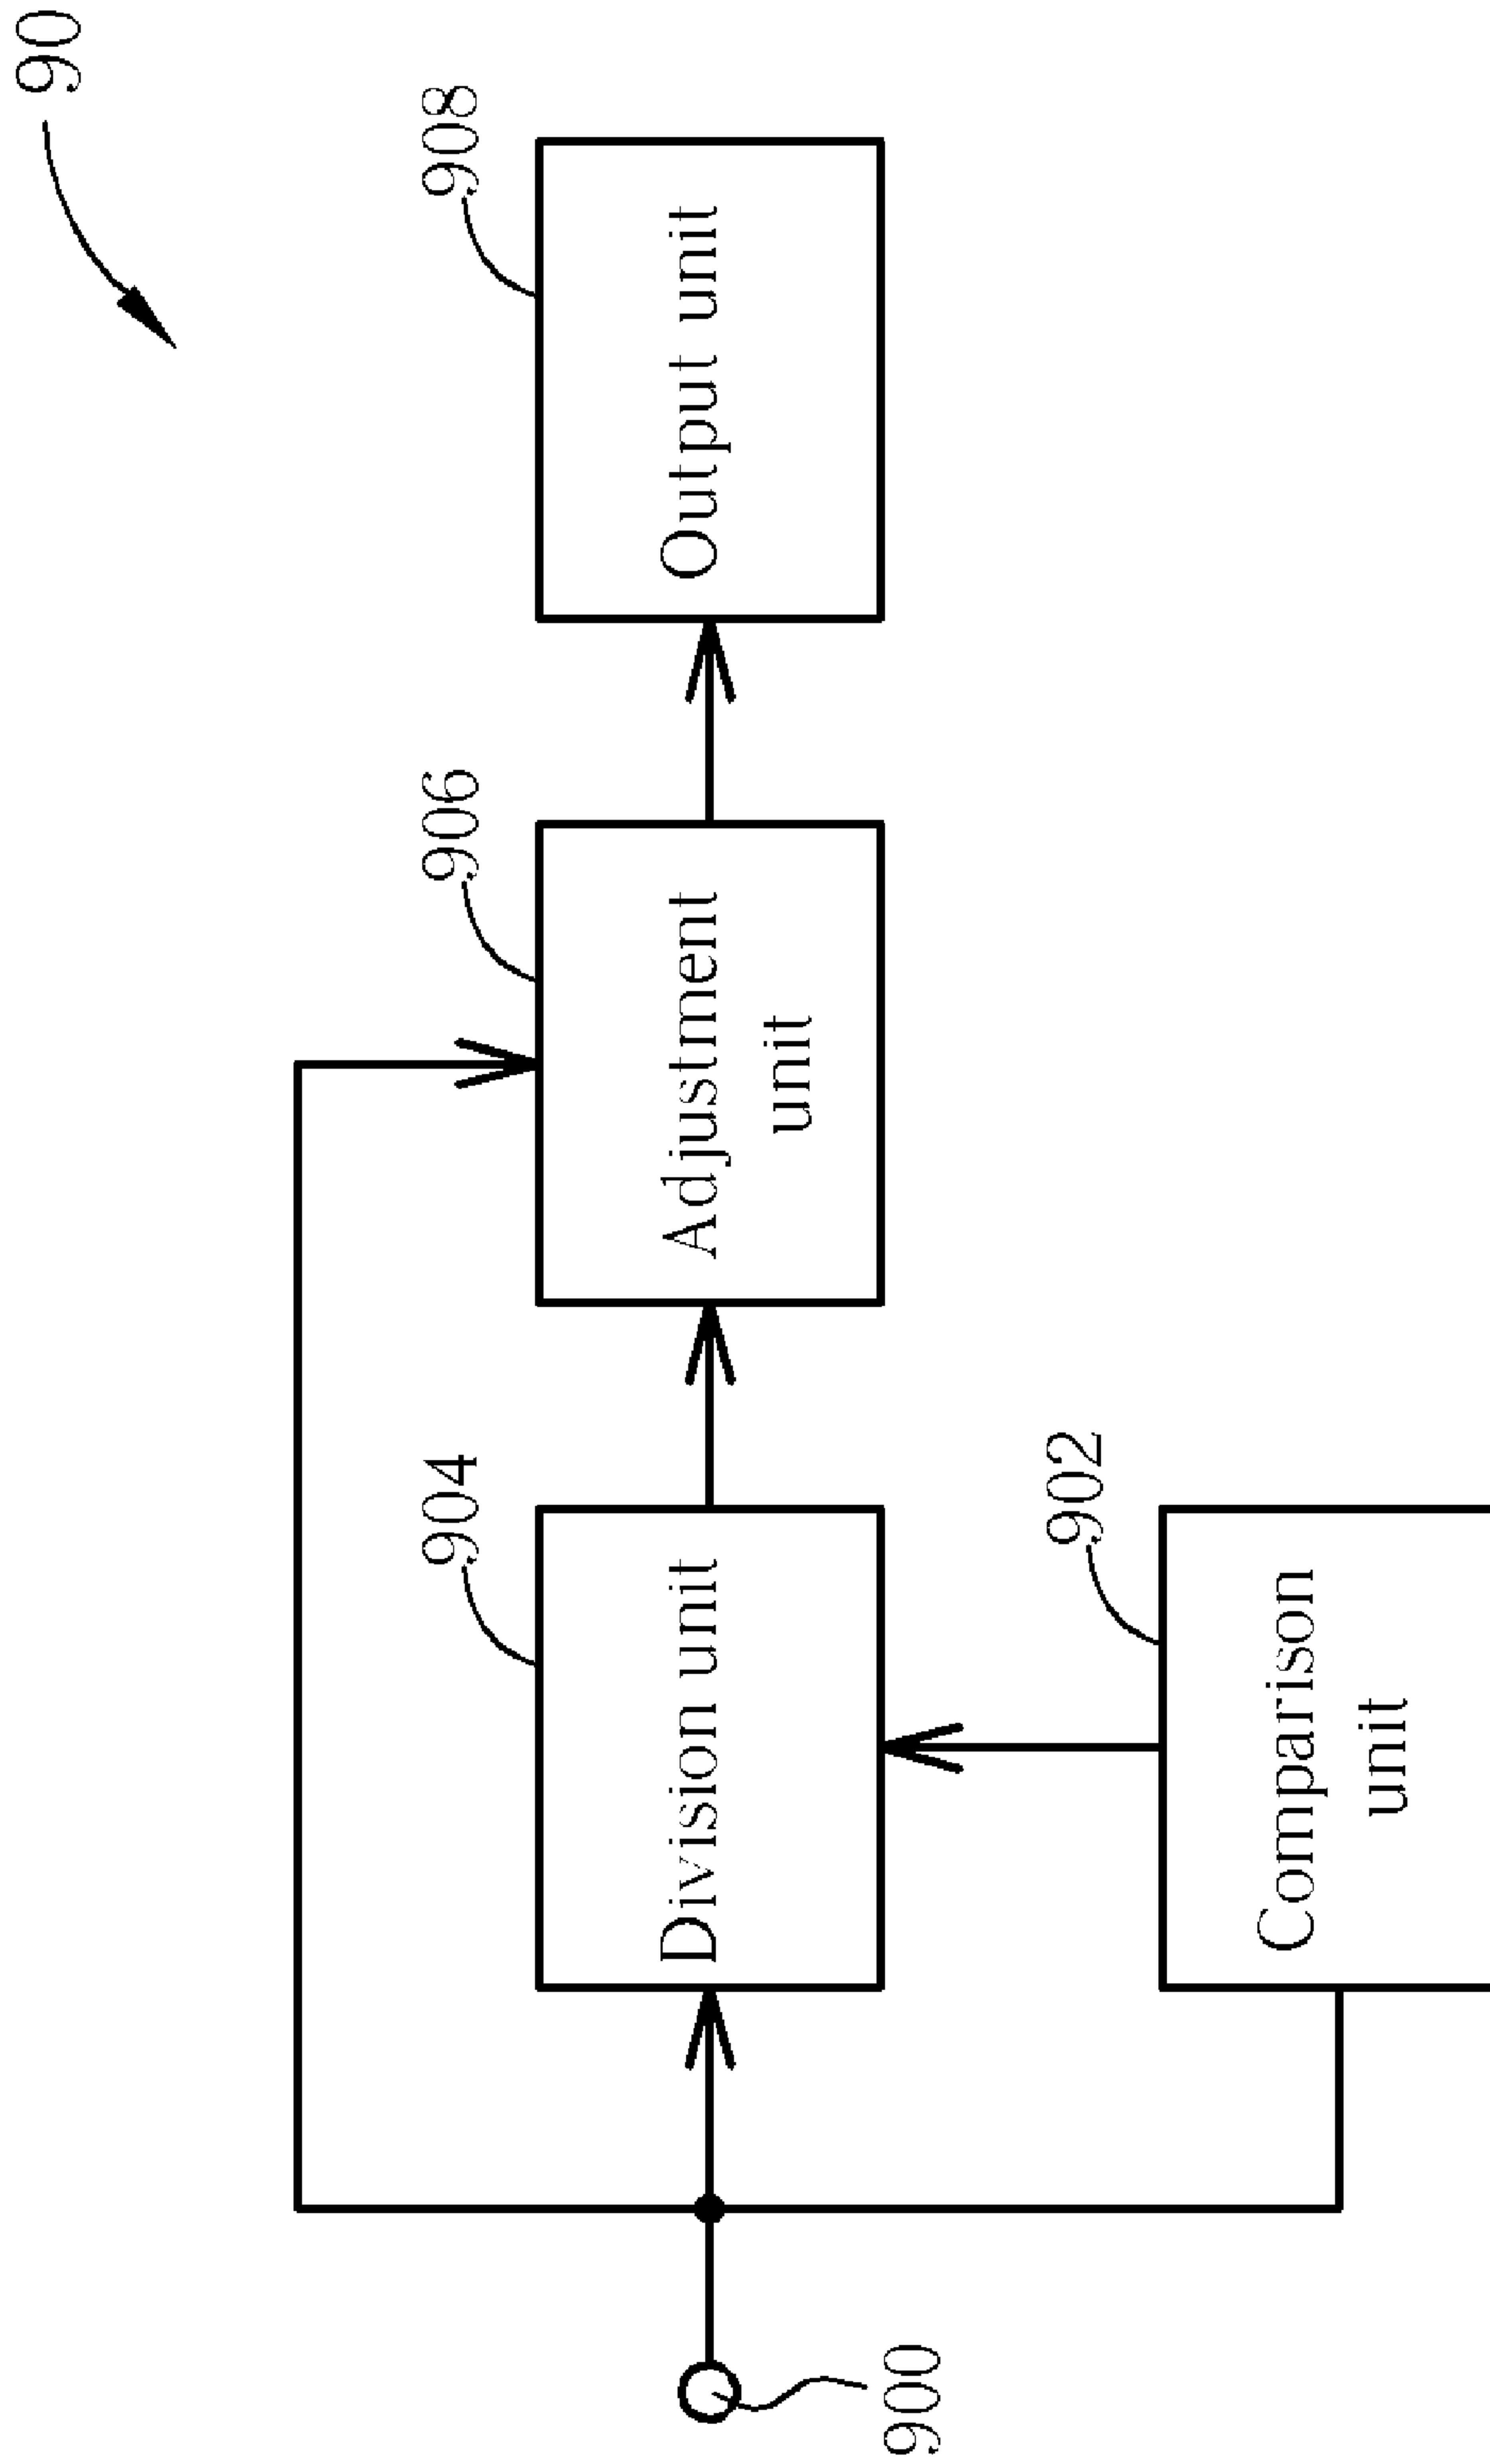 90
900
904
Division unit
906
Adjustment
unit
908
Output unit
902
Comparison
unit